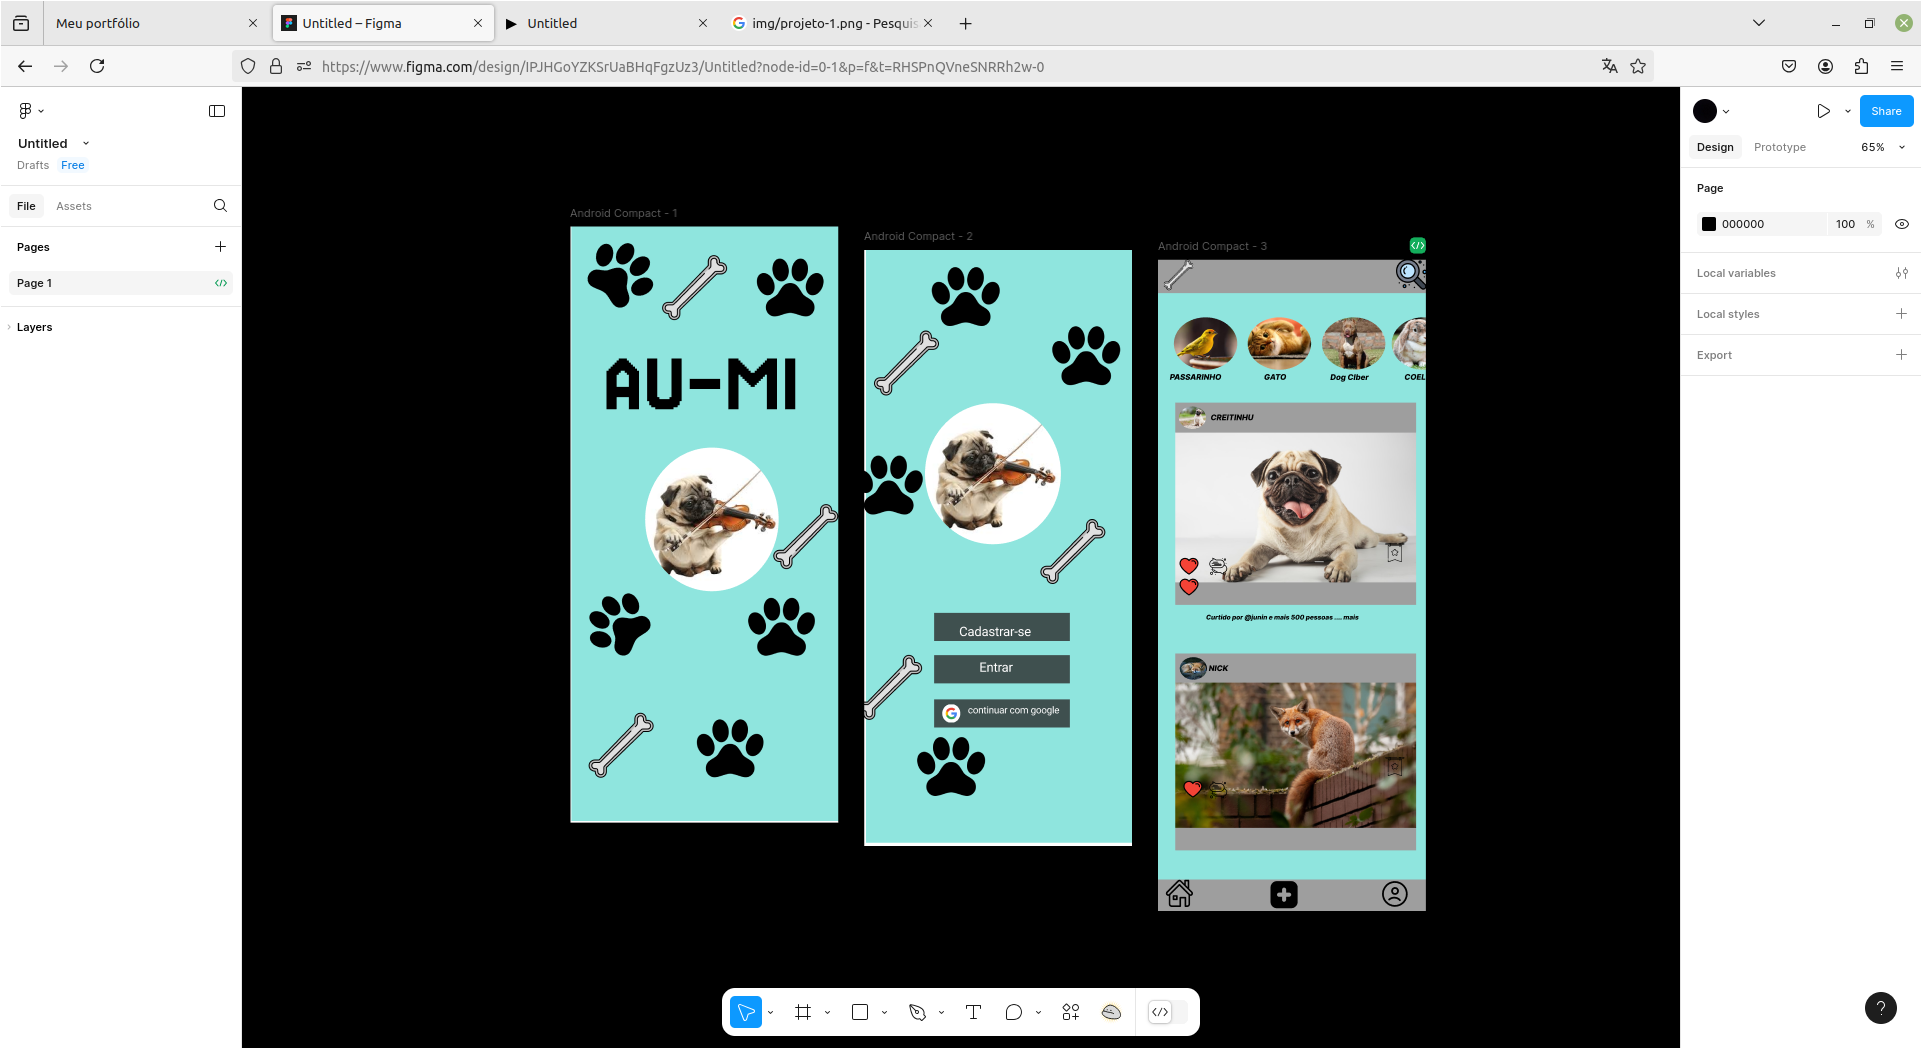 Meu portfólio
Untitled – Figma
Untitled
img/projeto-1.png - Pesquis
https://www.figma.com/design/IPJHGoYZKSrUaBHqFgzUz3/Untitled?node-id=0-1&p=f&t=RHSPnQVneSNRRh2w-0
Untitled
Drafts Free
File Assets
Pages
Page 1
Layers
Android Compact - 1
AU-MI
Android Compact - 2
Cadastrar-se
Entrar
continuar com google
Android Compact - 3
PASSARINHO GATO Dog Ciber COEL
CREITINHU
Curtido por @junin e mais 500 pessoas .... mais
NICK
Share
Design Prototype 65%
Page
000000 100 %
Local variables
Local styles
Export
?